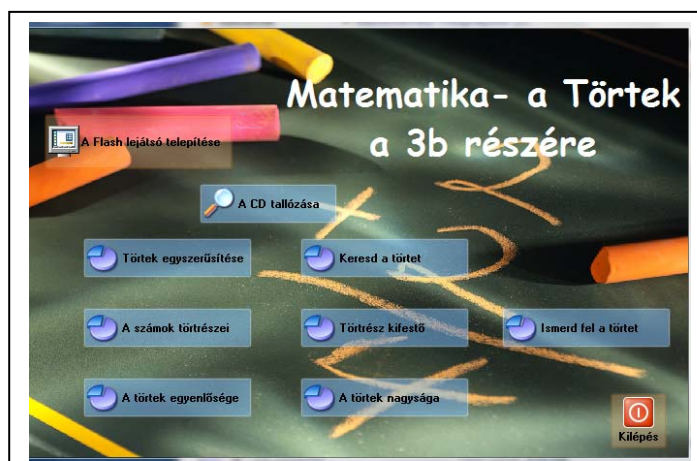 Matematika- a Törtek
a 3b részére
A Flash lejátsó telepítése
A CD tallózása
Törtek egyszerűsítése
Keresd a törtet
A számok törtrészei
Törtrész kifestő
Ismerd fel a törtet
A törtek egyenlősége
A törtek nagysága
Kilépés